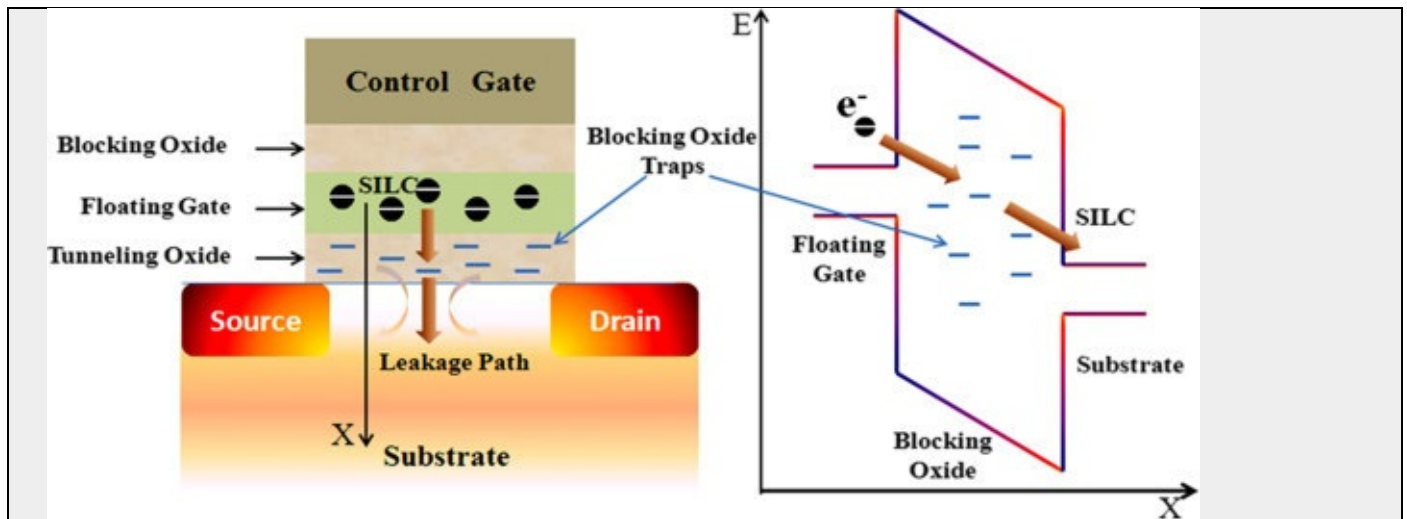 Control Gate
Blocking Oxide
Floating Gate
Tunneling Oxide
SILC
Source
Drain
Leakage Path
X
Substrate
Blocking Oxide
Traps
E
e-
SILC
Floating
Gate
Substrate
Blocking
Oxide
X